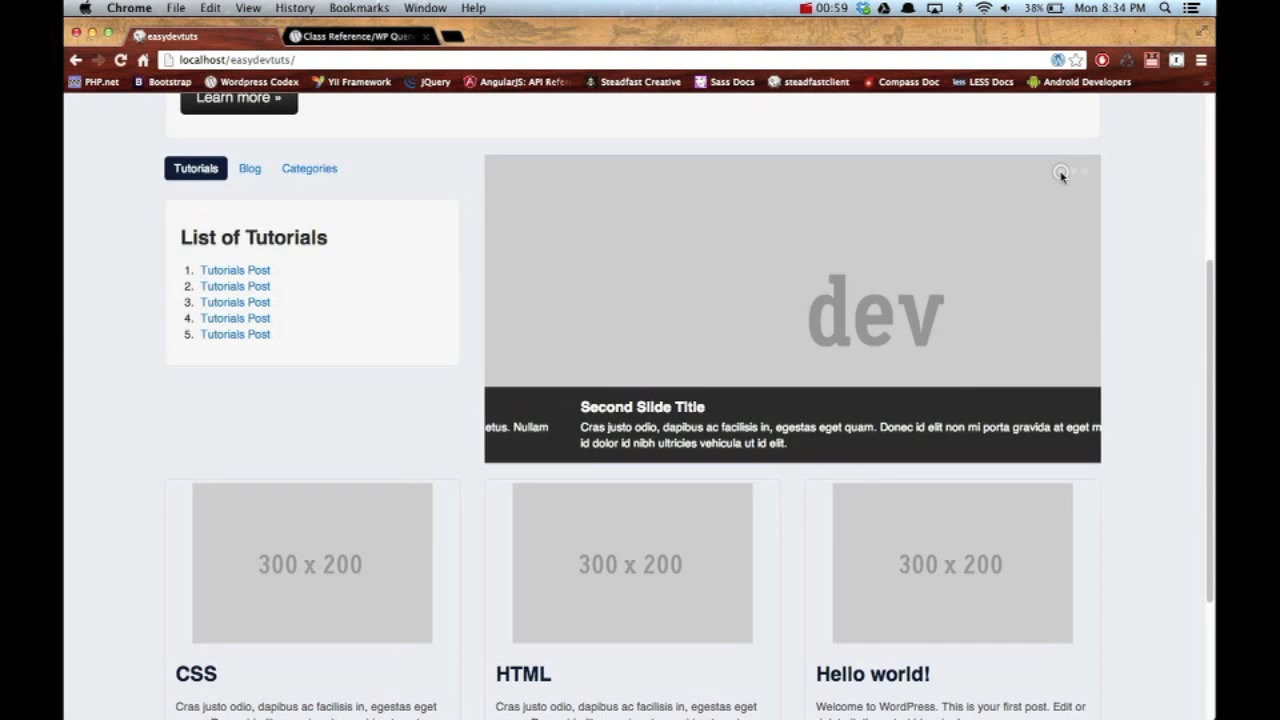 Chrome File Edit View History Bookmarks Window Help 00:59 38% Mon 8:34 PM
easydevtuts Class Reference/WP Quer
localhost/easydevtuts/
PHP.net Bootstrap Wordpress Codex Yii Framework jQuery AngularJS: API Refe Steadfast Creative Sass Docs steadfastclient Compass Doc less LESS Docs Android Developers »
Learn more »
Tutorials Blog Categories
List of Tutorials
1. Tutorials Post
2. Tutorials Post
3. Tutorials Post
4. Tutorials Post
5. Tutorials Post
dev
Second Slide Title
etus. Nullam Cras justo odio, dapibus ac facilisis in, egestas eget quam. Donec id elit non mi porta gravida at eget m
id dolor id nibh ultricies vehicula ut id elit.
300 x 200 300 x 200 300 x 200
CSS HTML Hello world!
Cras justo odio, dapibus ac facilisis in, egestas eget Cras justo odio, dapibus ac facilisis in, egestas eget Welcome to WordPress. This is your first post. Edit or